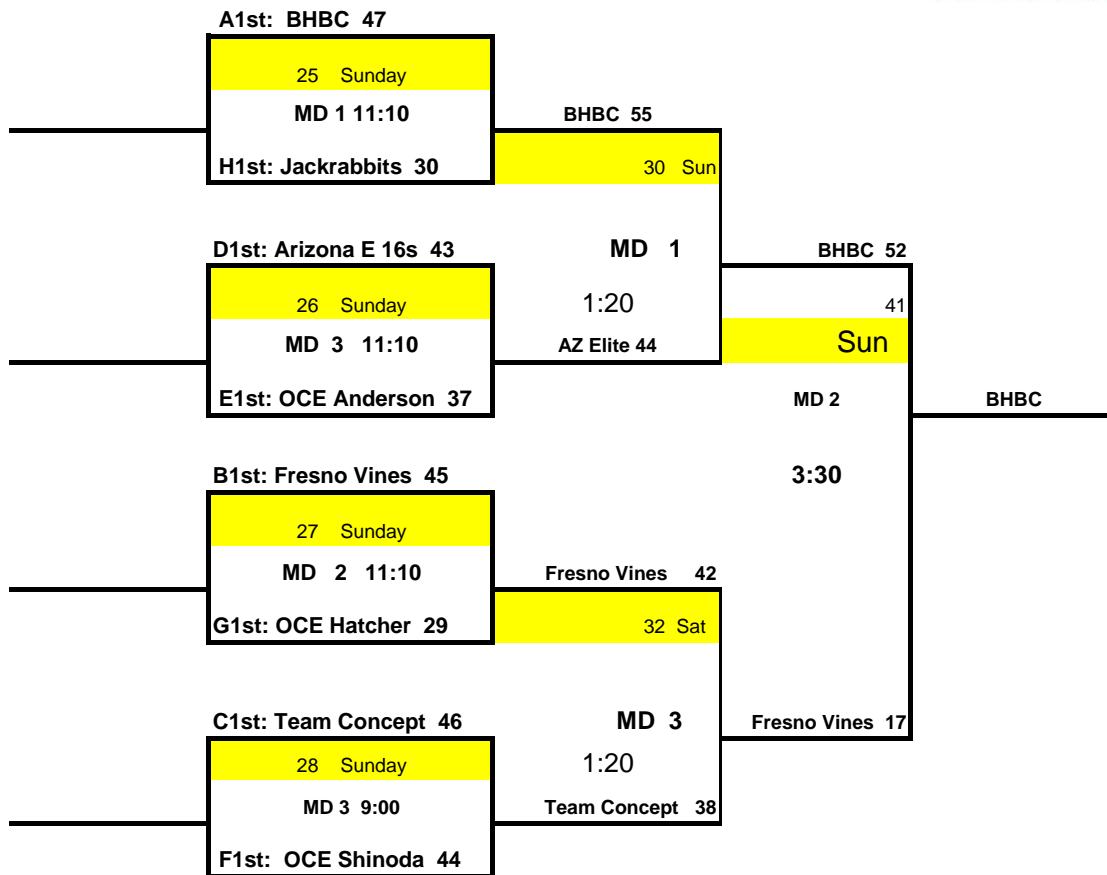 A1st: BHBC 47
25 Sunday
MD 1 11:10
BHBC 55
H1st: Jackrabbits 30
30 Sun
D1st: Arizona E 16s 43
MD 1
BHBC 52
26 Sunday
1:20
41
MD 3 11:10
AZ Elite 44
Sun
E1st: OCE Anderson 37
MD 2
BHBC
B1st: Fresno Vines 45
3:30
27 Sunday
MD 2 11:10
Fresno Vines 42
G1st: OCE Hatcher 29
32 Sat
C1st: Team Concept 46
MD 3
Fresno Vines 17
28 Sunday
1:20
MD 3 9:00
Team Concept 38
F1st: OCE Shinoda 44